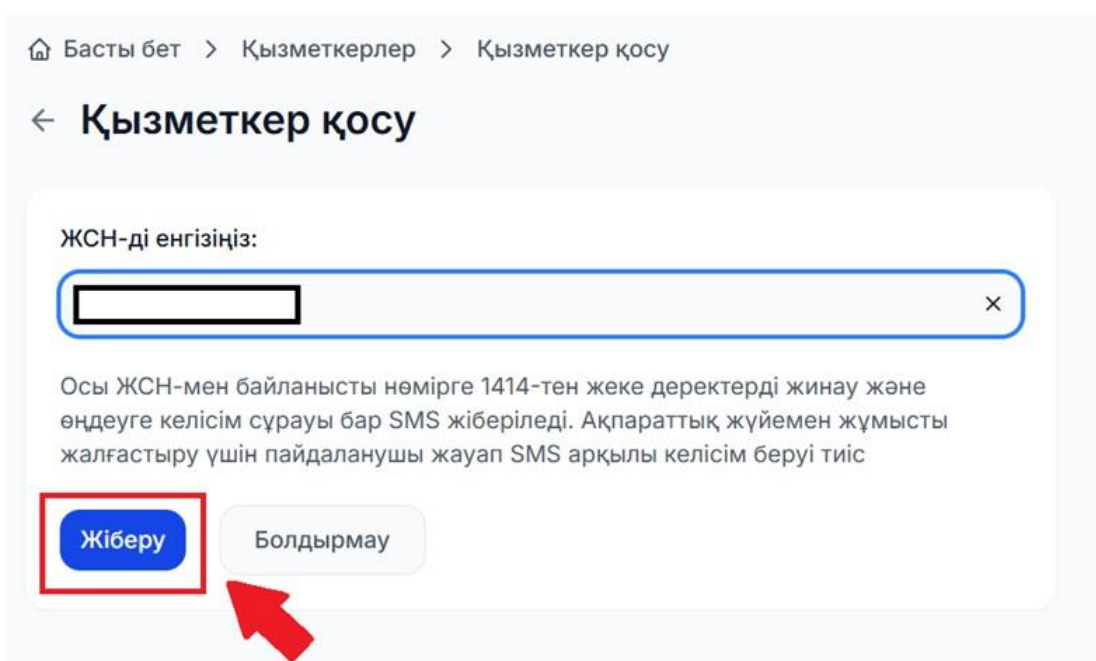 Басты бет > Қызметкерлер > Қызметкер қосу
← Қызметкер қосу
ЖСН-ді енгізіңіз:
Осы ЖСН-мен байланысты нөмірге 1414-тен жеке деректерді жинау және
өңдеуге келісім сұрауы бар SMS жіберіледі. Ақпараттық жүйемен жұмысты
жалғастыру үшін пайдаланушы жауап SMS арқылы келісім беруі тиіс
Жіберу Болдырмау